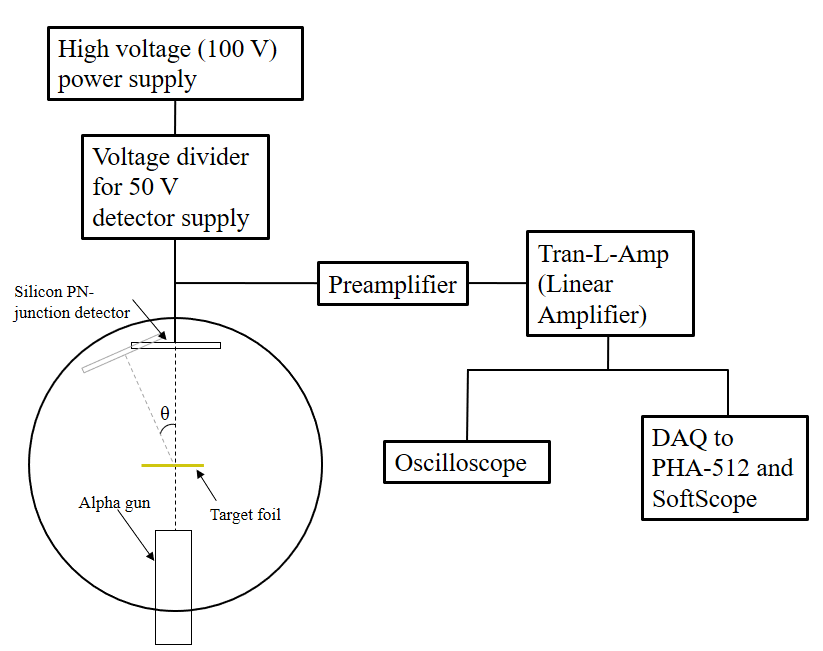 High voltage (100 V)
power supply
Voltage divider
for 50 V
detector supply
Tran-L-Amp
(Linear
Amplifier)
Preamplifier
Silicon PN-
junction detector
θ
Oscilloscope
DAQ to
PHA-512 and
SoftScope
Alpha gun
Target foil